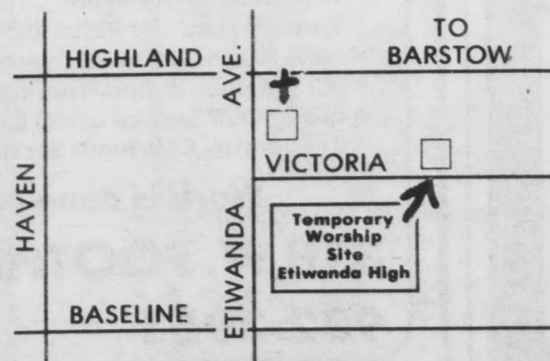 TO
BARSTOW
HIGHLAND
AVE.
VICTORIA
HAVEN
ETIWANDA
Temporary
Worship
Site
Etiwanda High
BASELINE